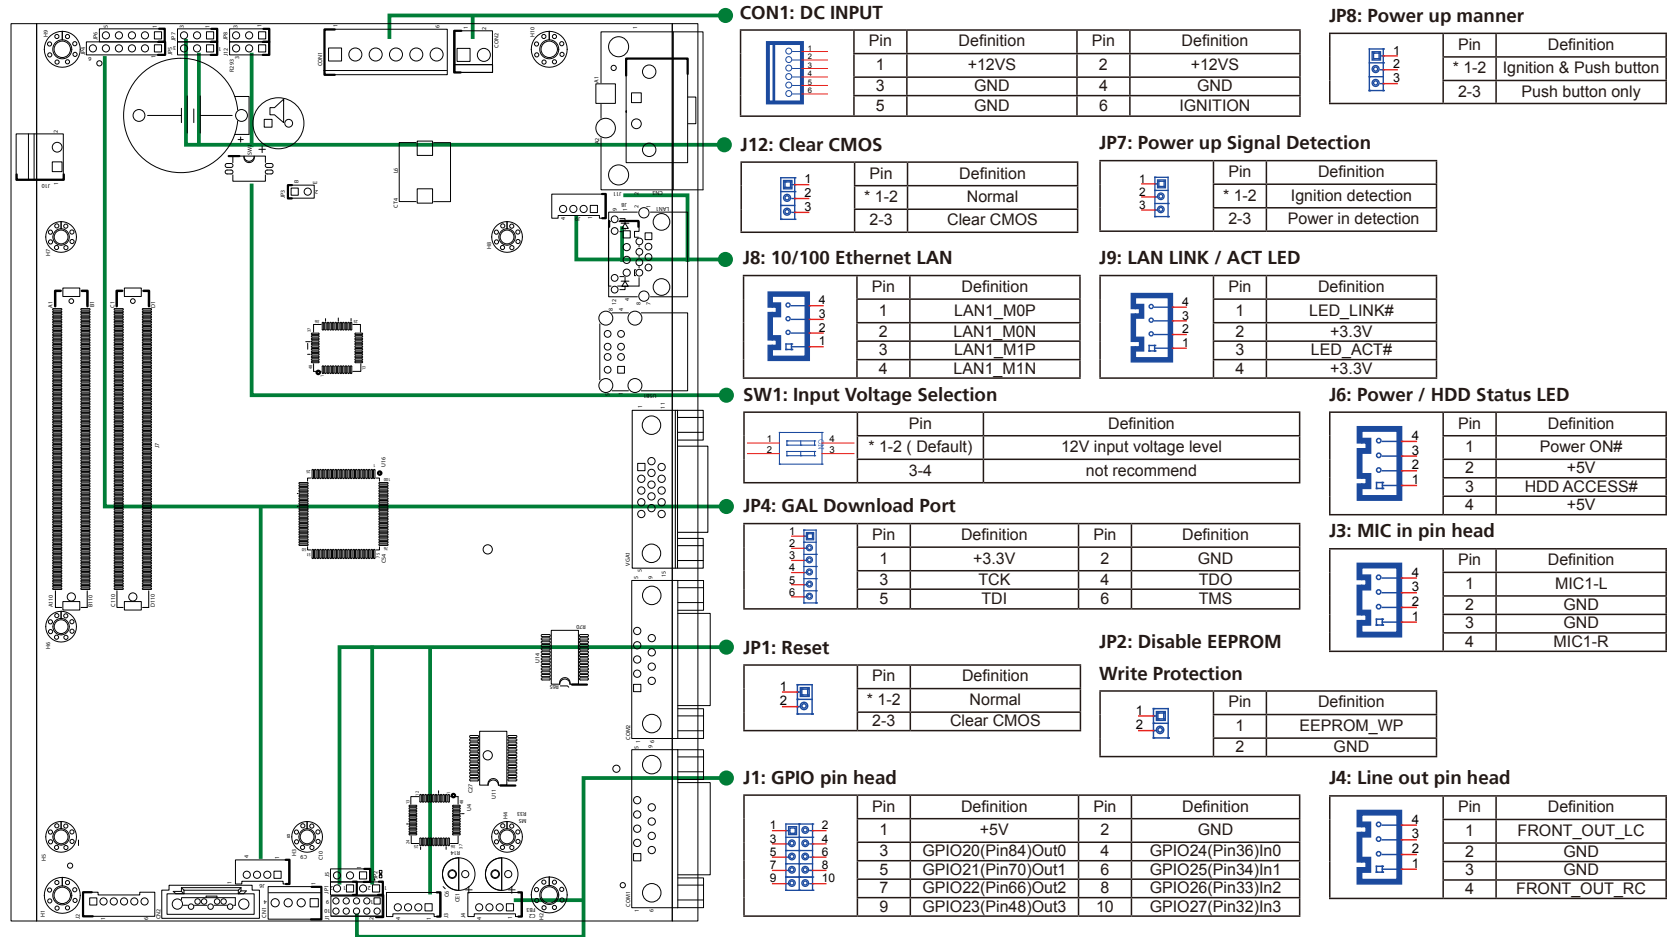 CON1: DC INPUT
Pin Definition Pin Definition
1 +12VS 2 +12VS
3 GND 4 GND
5 GND 6 IGNITION
JP8: Power up manner
Pin Definition
* 1-2 Ignition & Push button
2-3 Push button only
J12: Clear CMOS
Pin Definition
* 1-2 Normal
2-3 Clear CMOS
JP7: Power up Signal Detection
Pin Definition
* 1-2 Ignition detection
2-3 Power in detection
J8: 10/100 Ethernet LAN
Pin Definition
1 LAN1_M0P
2 LAN1_M0N
3 LAN1_M1P
4 LAN1_M1N
J9: LAN LINK / ACT LED
Pin Definition
1 LED_LINK#
2 +3.3V
3 LED_ACT#
4 +3.3V
SW1: Input Voltage Selection
Pin Definition
* 1-2 ( Default) 12V input voltage level
3-4 not recommend
J6: Power / HDD Status LED
Pin Definition
1 Power ON#
2 +5V
3 HDD ACCESS#
4 +5V
JP4: GAL Download Port
Pin Definition Pin Definition
1 +3.3V 2 GND
3 TCK 4 TDO
5 TDI 6 TMS
J3: MIC in pin head
Pin Definition
1 MIC1-L
2 GND
3 GND
4 MIC1-R
JP1: Reset
Pin Definition
* 1-2 Normal
2-3 Clear CMOS
JP2: Disable EEPROM
Write Protection
Pin Definition
1 EEPROM_WP
2 GND
J1: GPIO pin head
Pin Definition Pin Definition
1 +5V 2 GND
3 GPIO20(Pin84)Out0 4 GPIO24(Pin36)In0
5 GPIO21(Pin70)Out1 6 GPIO25(Pin34)In1
7 GPIO22(Pin66)Out2 8 GPIO26(Pin33)In2
9 GPIO23(Pin48)Out3 10 GPIO27(Pin32)In3
J4: Line out pin head
Pin Definition
1 FRONT_OUT_LC
2 GND
3 GND
4 FRONT_OUT_RC